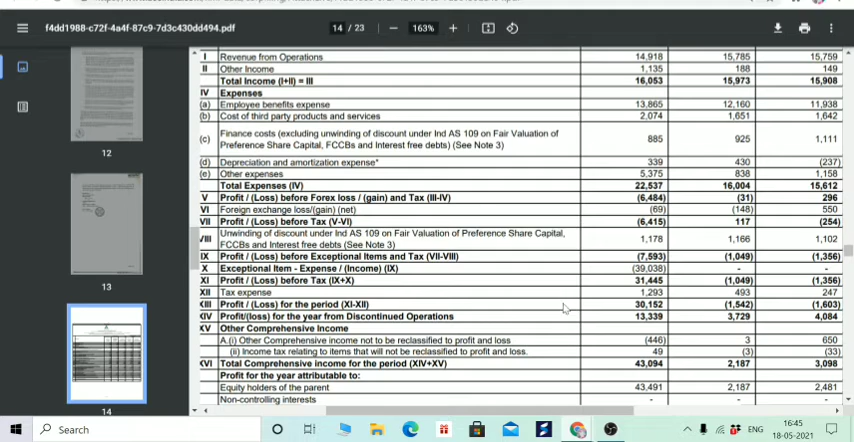 f4dd1988-c72f-4a4f-87c9-7d3c430dd494.pdf 14 / 23 — 163% +
I Revenue from Operations 14,918 15,785 15,759
II Other Income 1,135 188 149
Total Income (I+II) = III 16,053 15,973 15,908
IV Expenses
(a) Employee benefits expense 13,865 12,160 11,938
(b) Cost of third party products and services 2,074 1,651 1,642
(c) Finance costs (excluding unwinding of discount under Ind AS 109 on Fair Valuation of
Preference Share Capital, FCCBs and Interest free debts) (See Note 3) 885 925 1,111
(d) Depreciation and amortization expense* 339 430 (237)
(e) Other expenses 5,375 838 1,158
Total Expenses (IV) 22,537 16,004 15,612
V Profit / (Loss) before Forex loss / (gain) and Tax (III-IV) (6,484) (31) 296
VI Foreign exchange loss/(gain) (net) (69) (148) 550
VII Profit / (Loss) before Tax (V-VI) (6,415) 117 (254)
VIII Unwinding of discount under Ind AS 109 on Fair Valuation of Preference Share Capital,
FCCBs and Interest free debts (See Note 3) 1,178 1,166 1,102
IX Profit / (Loss) before Exceptional Items and Tax (VII-VIII) (7,593) (1,049) (1,356)
X Exceptional Item - Expense / (Income) (IX) (39,038) - -
XI Profit / (Loss) before Tax (IX+X) 31,445 (1,049) (1,356)
XII Tax expense 1,293 493 247
XIII Profit / (Loss) for the period (XI-XII) 30,152 (1,542) (1,603)
XIV Profit/(loss) for the year from Discontinued Operations 13,339 3,729 4,084
XV Other Comprehensive Income
A.(i) Other Comprehensive income not to be reclassified to profit and loss (446) 3 650
(ii) Income tax relating to items that will not be reclassified to profit and loss. 49 (3) (33)
XVI Total Comprehensive income for the period (XIV+XV) 43,094 2,187 3,098
Profit for the year attributable to:
Equity holders of the parent 43,491 2,187 2,481
Non-controlling interests - - -
12
13
14
Search
ENG
16:45
18-05-2021